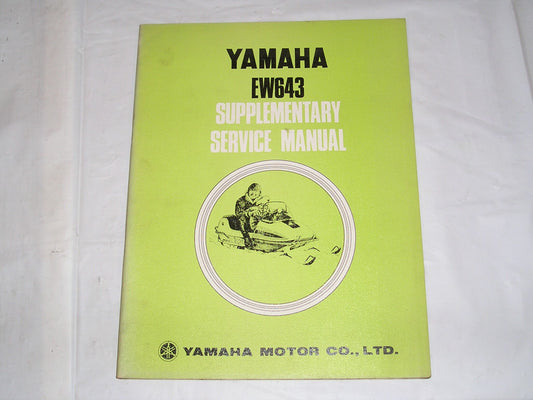 YAMAHA
EW643
SUPPLEMENTARY
SERVICE MANUAL
YAMAHA MOTOR CO., LTD.